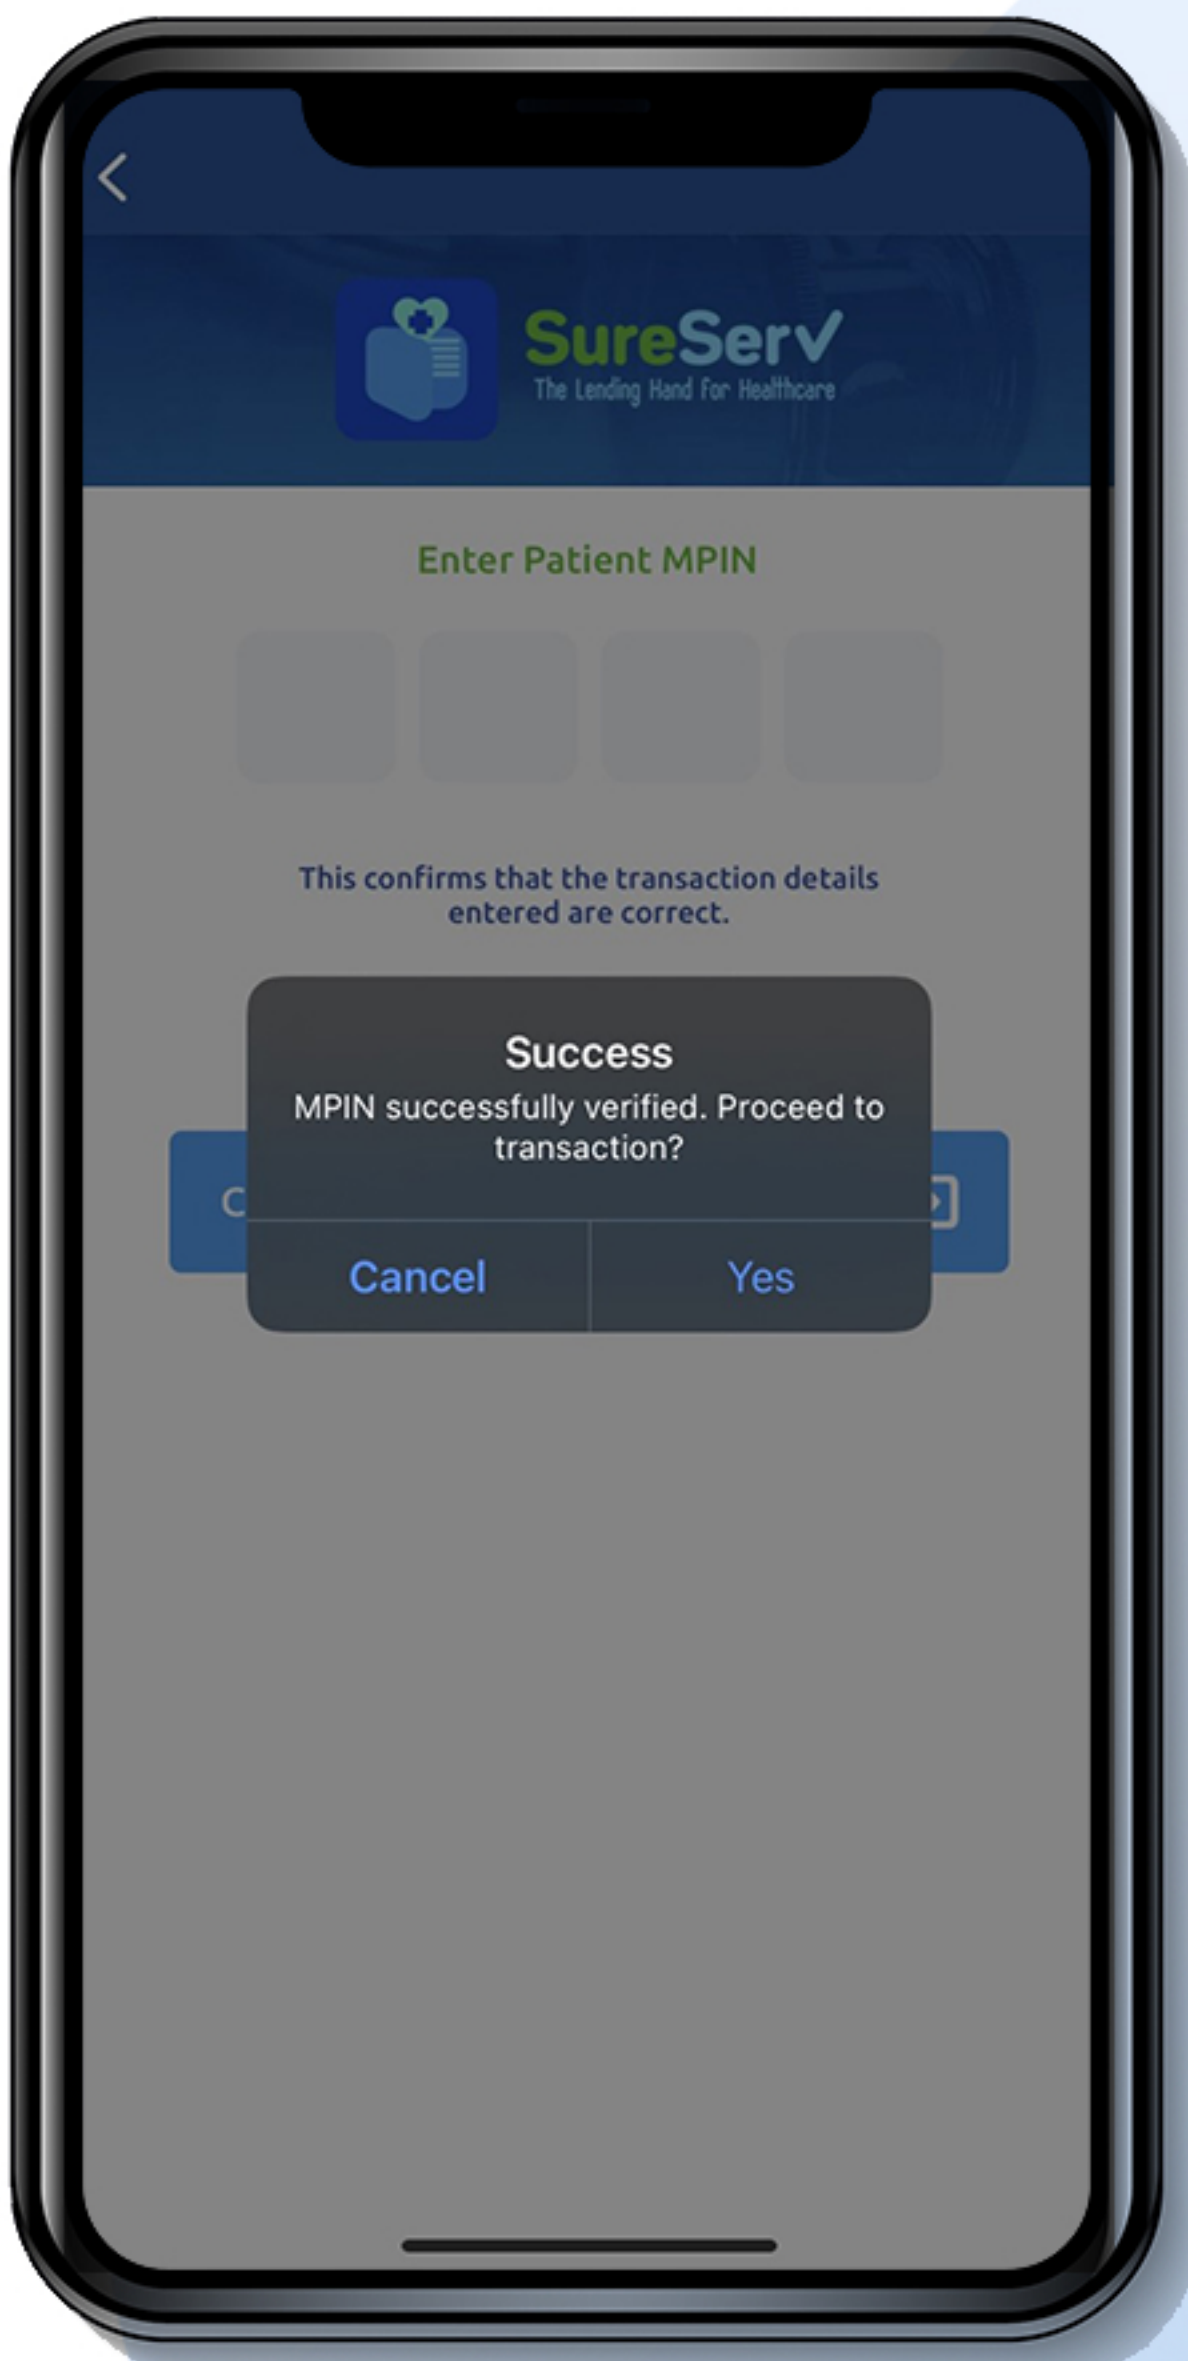 SureServ
The Lending Hand for Healthcare
Enter Patient MPIN
This confirms that the transaction details
entered are correct.
Success
MPIN successfully verified. Proceed to
transaction?
C
Cancel Yes